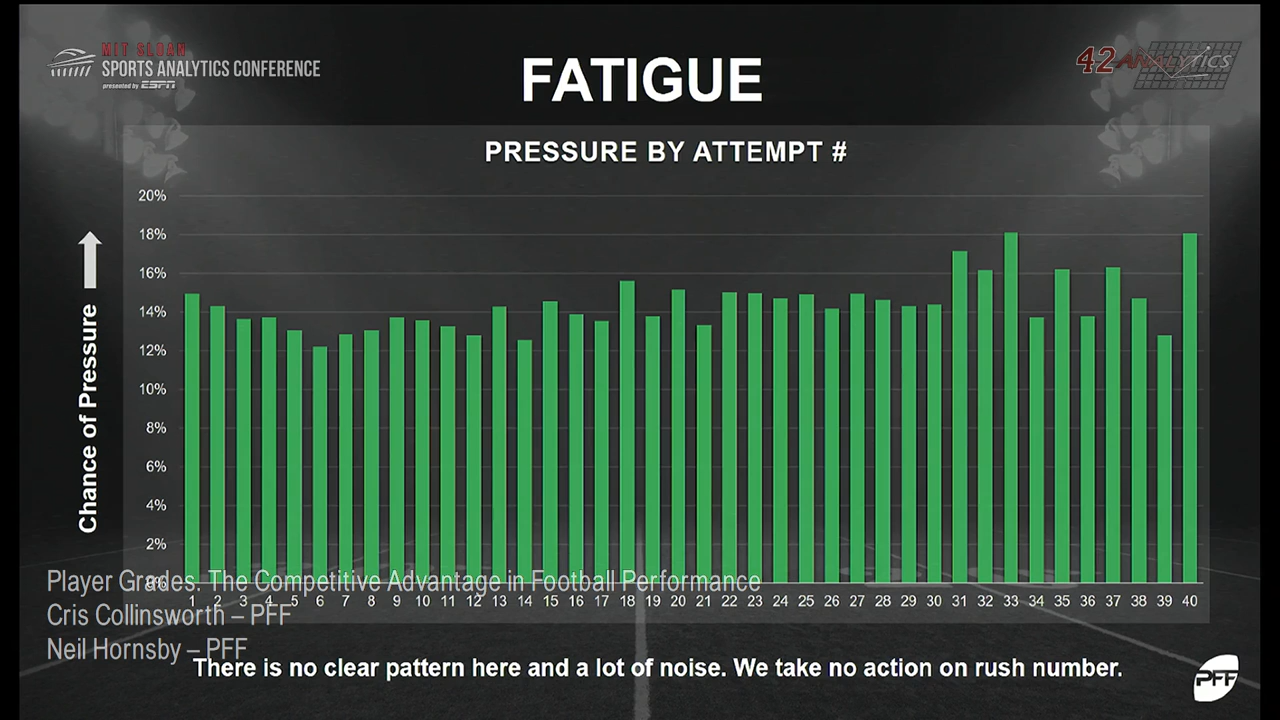 MIT SLOAN
SPORTS ANALYTICS CONFERENCE
presented by ESPN
42 ANALYTICS
FATIGUE
PRESSURE BY ATTEMPT #
Chance of Pressure
20%
18%
16%
14%
12%
10%
8%
6%
4%
2%
0%
1 2 3 4 5 6 7 8 9 10 11 12 13 14 15 16 17 18 19 20 21 22 23 24 25 26 27 28 29 30 31 32 33 34 35 36 37 38 39 40
Player Grades. The Competitive Advantage in Football Performance
Cris Collinsworth – PFF
Neil Hornsby – PFF
There is no clear pattern here and a lot of noise. We take no action on rush number.
PFF